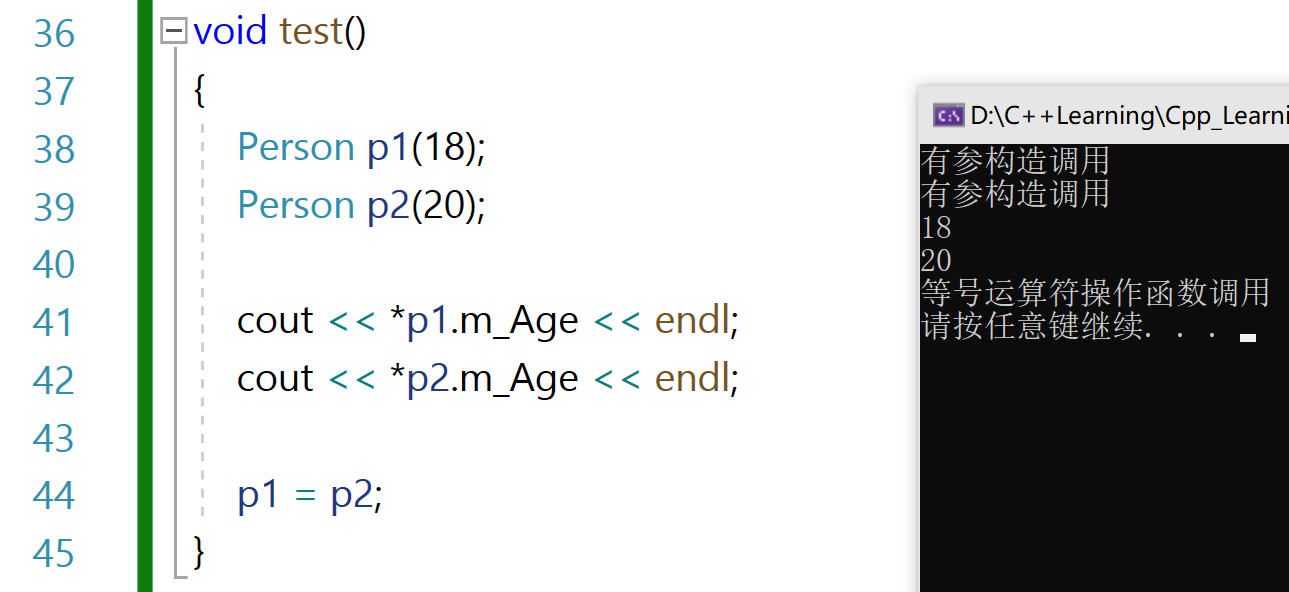 36 void test()
37 {
38 Person p1(18);
39 Person p2(20);
40
41 cout << *p1.m_Age << endl;
42 cout << *p2.m_Age << endl;
43
44 p1 = p2;
45 }
D:\C++Learning\Cpp_Learni
有参构造调用
有参构造调用
18
20
等号运算符操作函数调用
请按任意键继续. . .